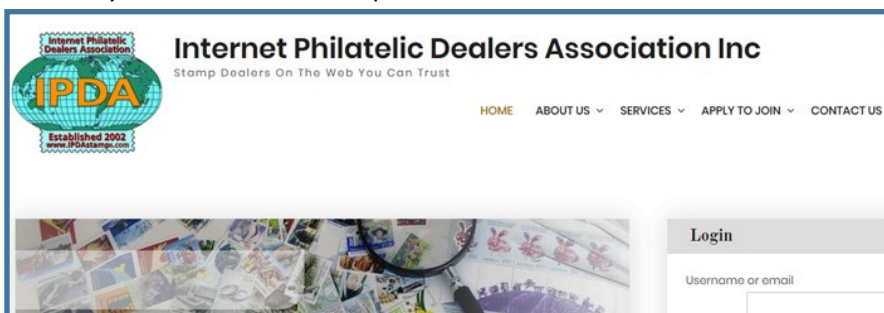 Internet Philatelic
Dealers Association
IPDA
Established 2002
www.IPDAstamps.com
Internet Philatelic Dealers Association Inc
Stamp Dealers On The Web You Can Trust
HOME ABOUT US SERVICES APPLY TO JOIN CONTACT US
Login
Username or email